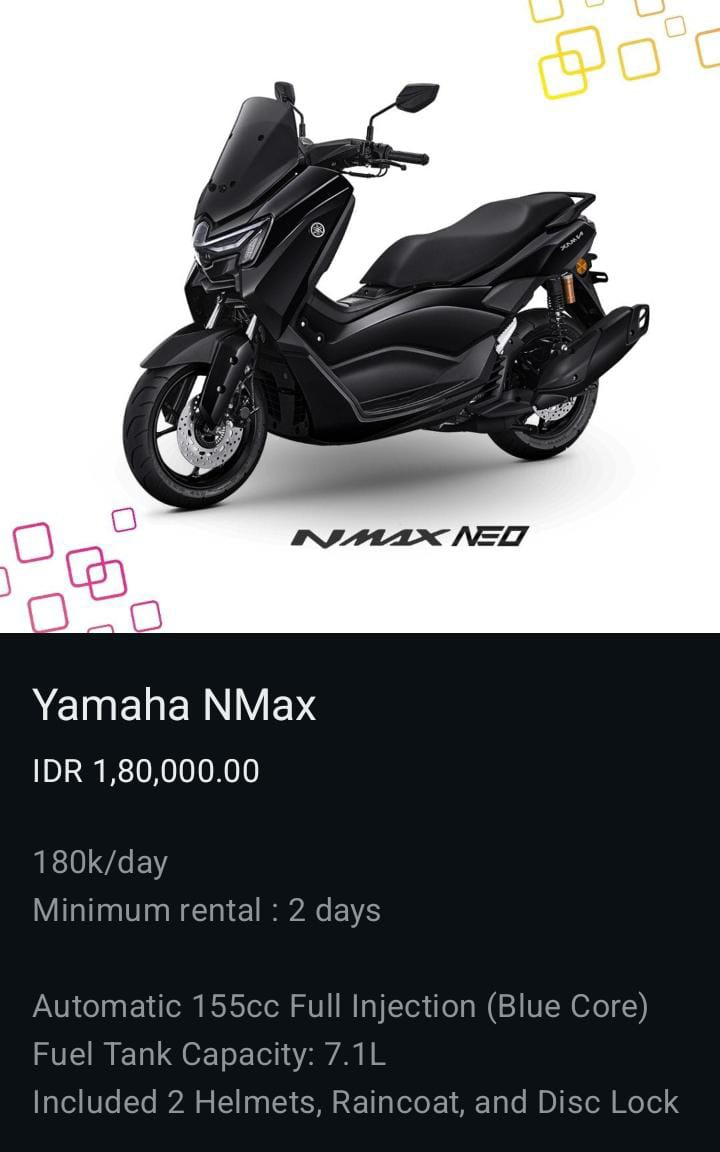 NMAX
NMAX NEO
Yamaha NMax
IDR 1,80,000.00
180k/day
Minimum rental : 2 days
Automatic 155cc Full Injection (Blue Core)
Fuel Tank Capacity: 7.1L
Included 2 Helmets, Raincoat, and Disc Lock